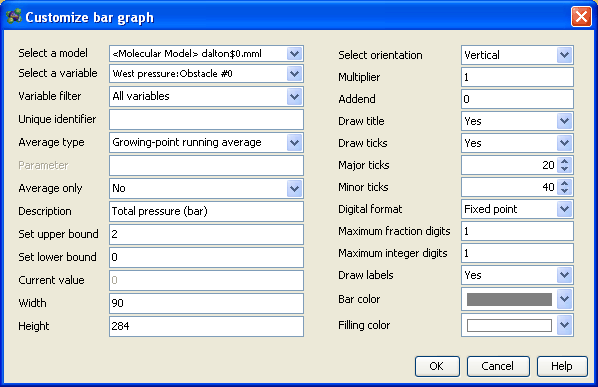 Customize bar graph
Select a model <Molecular Model> dalton$0.mml
Select a variable West pressure:Obstacle #0
Variable filter All variables
Unique identifier
Average type Growing-point running average
Parameter
Average only No
Description Total pressure (bar)
Set upper bound 2
Set lower bound 0
Current value 0
Width 90
Height 284
Select orientation Vertical
Multiplier 1
Addend 0
Draw title Yes
Draw ticks Yes
Major ticks 20
Minor ticks 40
Digital format Fixed point
Maximum fraction digits 1
Maximum integer digits 1
Draw labels Yes
Bar color
Filling color
OK Cancel Help